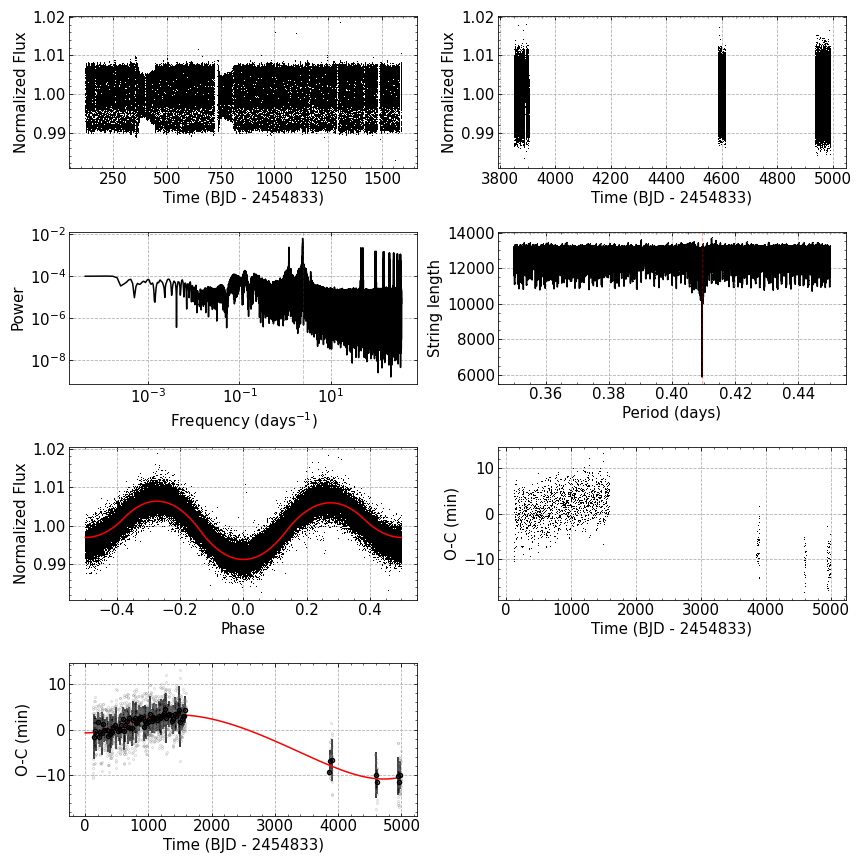 1.02
1.01
1.00
0.99
Normalized Flux
250 500 750 1000 1250 1500
Time (BJD - 2454833)
1.02
1.01
1.00
0.99
Normalized Flux
3800 4000 4200 4400 4600 4800 5000
Time (BJD - 2454833)
10⁻²
10⁻⁴
10⁻⁶
10⁻⁸
Power
10⁻³ 10⁻¹ 10¹
Frequency (days⁻¹)
14000
12000
10000
8000
6000
String length
0.36 0.38 0.40 0.42 0.44
Period (days)
1.02
1.01
1.00
0.99
Normalized Flux
−0.4 −0.2 0.0 0.2 0.4
Phase
10
0
−10
O-C (min)
0 1000 2000 3000 4000 5000
Time (BJD - 2454833)
10
0
−10
O-C (min)
0 1000 2000 3000 4000 5000
Time (BJD - 2454833)